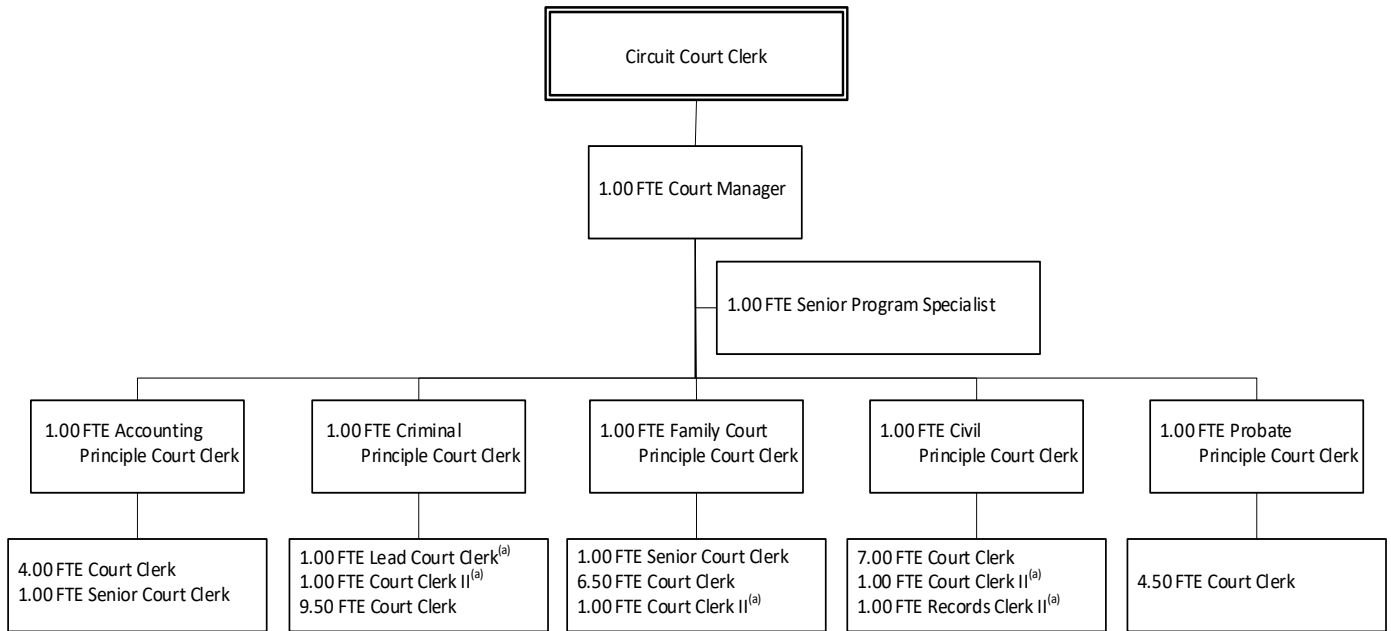 Circuit Court Clerk
1.00 FTE Court Manager
1.00 FTE Senior Program Specialist
1.00 FTE Accounting
Principle Court Clerk
1.00 FTE Criminal
Principle Court Clerk
1.00 FTE Family Court
Principle Court Clerk
1.00 FTE Civil
Principle Court Clerk
1.00 FTE Probate
Principle Court Clerk
4.00 FTE Court Clerk
1.00 FTE Senior Court Clerk
1.00 FTE Lead Court Clerk(a)
1.00 FTE Court Clerk II(a)
9.50 FTE Court Clerk
1.00 FTE Senior Court Clerk
6.50 FTE Court Clerk
1.00 FTE Court Clerk II(a)
7.00 FTE Court Clerk
1.00 FTE Court Clerk II(a)
1.00 FTE Records Clerk II(a)
4.50 FTE Court Clerk